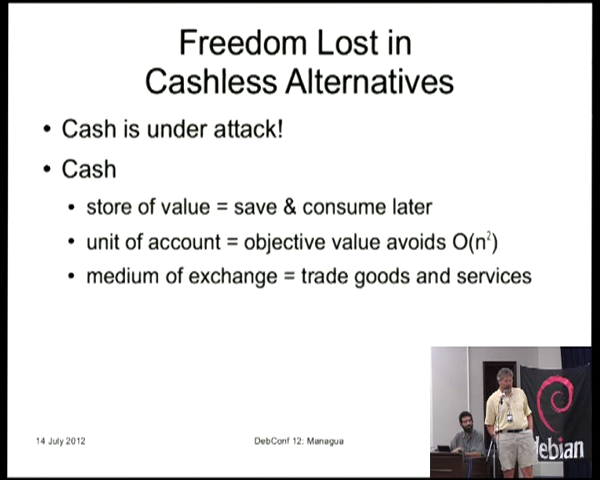 Freedom Lost in
Cashless Alternatives
• Cash is under attack!
• Cash
• store of value = save & consume later
• unit of account = objective value avoids O(n²)
• medium of exchange = trade goods and services
14 July 2012
DebConf 12: Managua
debian